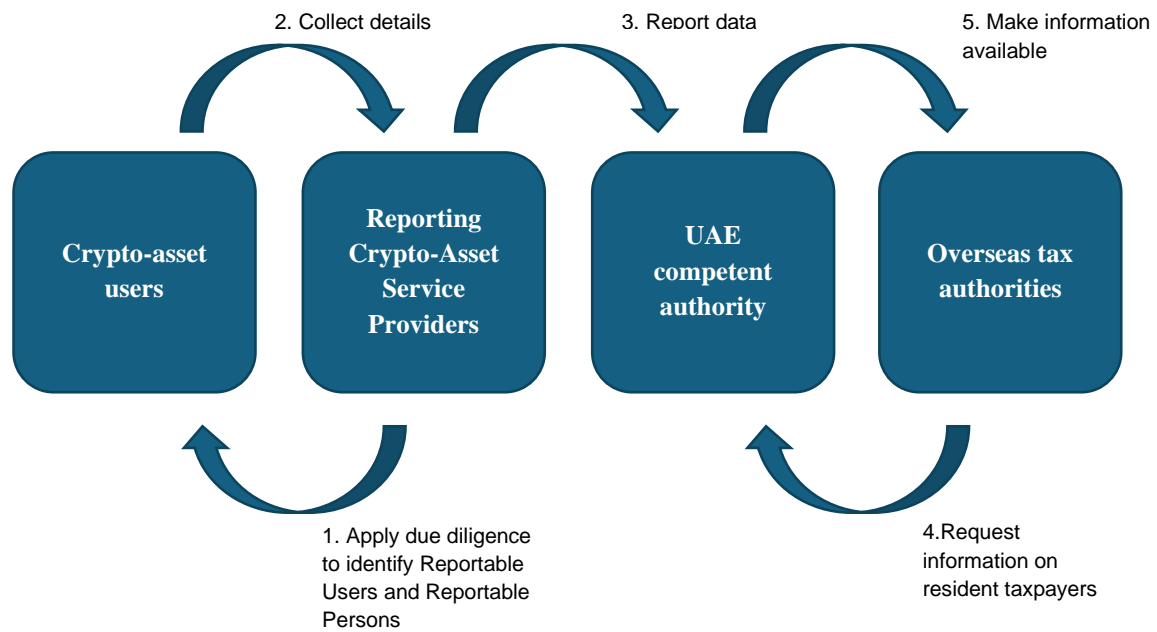 2. Collect details
3. Report data
5. Make information
available
Crypto-asset
users
Reporting
Crypto-Asset
Service
Providers
UAE
competent
authority
Overseas tax
authorities
1. Apply due diligence
to identify Reportable
Users and Reportable
Persons
4.Request
information on
resident taxpayers